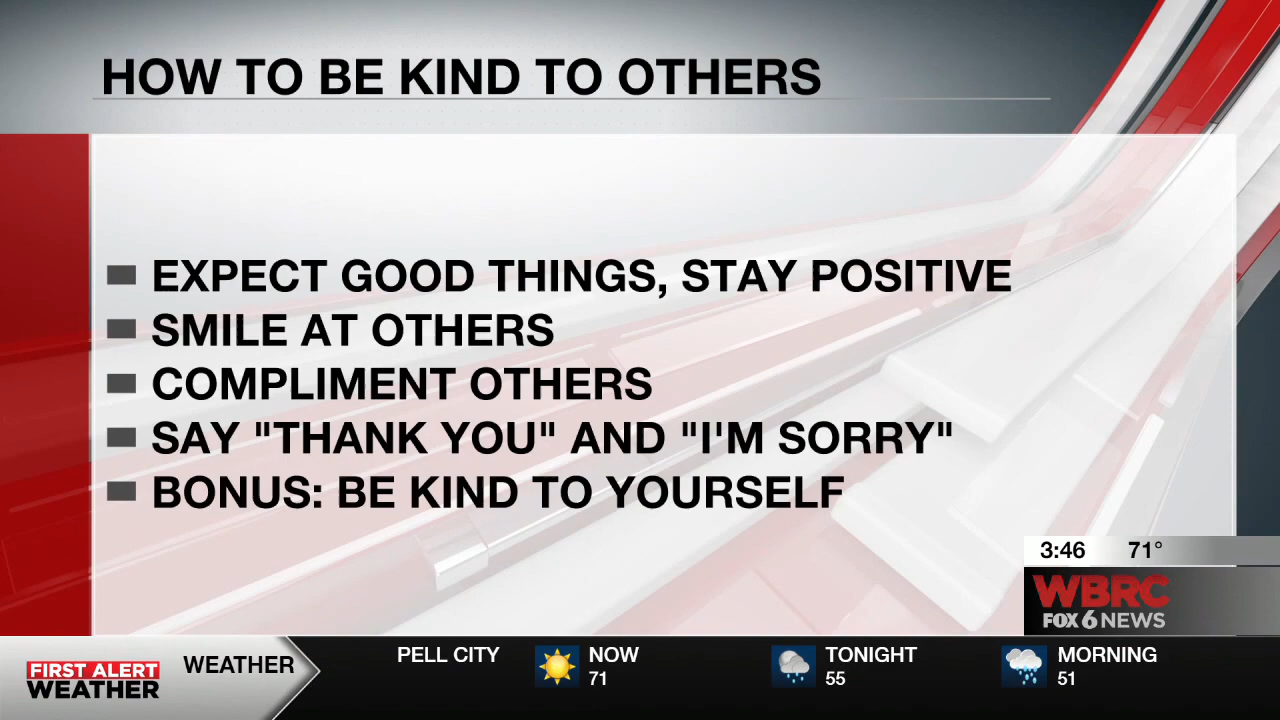 HOW TO BE KIND TO OTHERS
EXPECT GOOD THINGS, STAY POSITIVE
SMILE AT OTHERS
COMPLIMENT OTHERS
SAY "THANK YOU" AND "I'M SORRY"
BONUS: BE KIND TO YOURSELF
3:46 71°
WBRC
FOX 6 NEWS
FIRST ALERT
WEATHER
WEATHER
PELL CITY
NOW
71
TONIGHT
55
MORNING
51